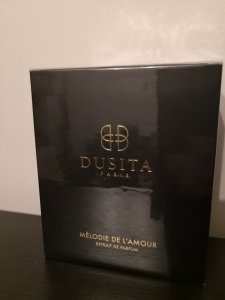 DUSITA
PARIS
MÉLODIE DE L'AMOUR
EXTRAIT DE PARFUM